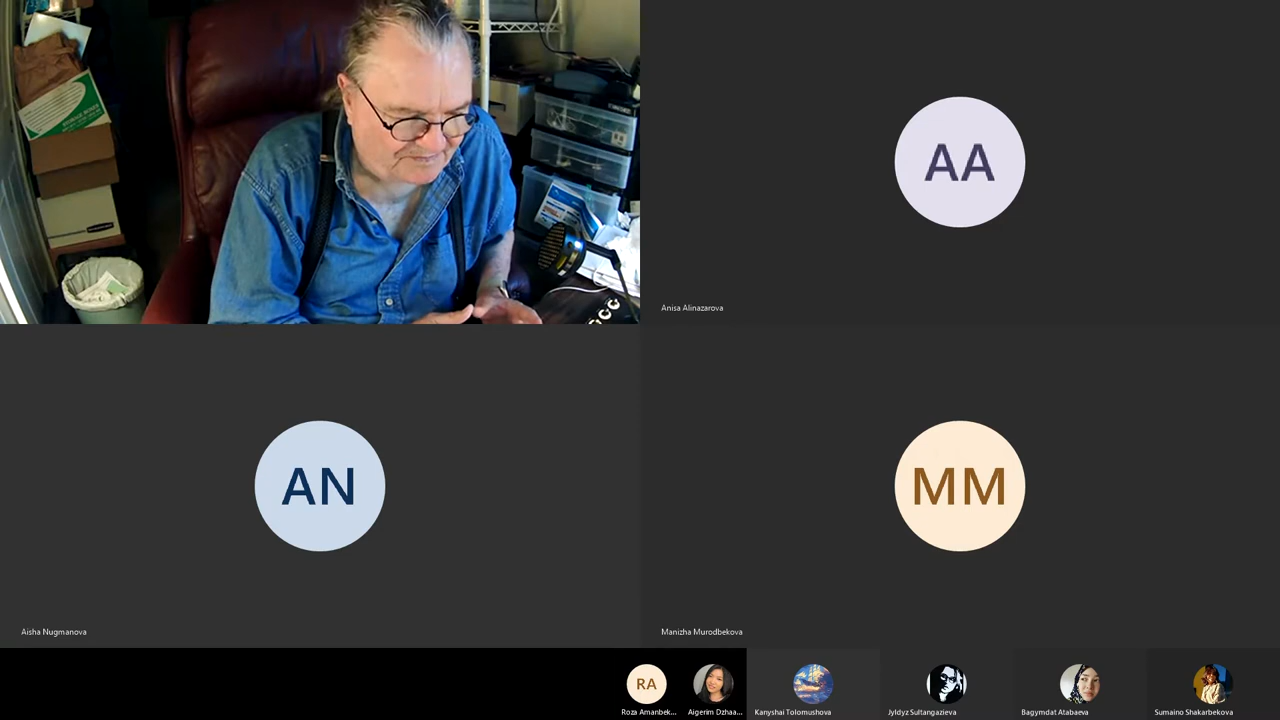 AA
Anisa Alinazarova
AN
MM
Aisha Nugmanova
Manizha Murodbekova
RA
Roza Amanbek...
Aigerim Dzhaa...
Kanyshai Tolomushova
Jyldyz Sultangazieva
Bagymdat Atabaeva
Sumaino Shakarbekova